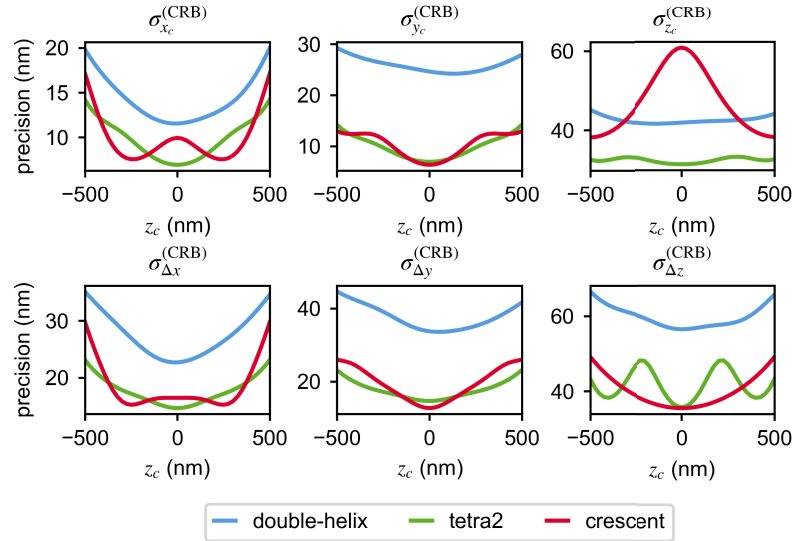 σ_{x_c}^{(CRB)} σ_{y_c}^{(CRB)} σ_{z_c}^{(CRB)}
precision (nm)
20
15
10
30
20
10
60
40
−500 0 500 −500 0 500 −500 0 500
z_c (nm) z_c (nm) z_c (nm)
σ_{Δx}^{(CRB)} σ_{Δy}^{(CRB)} σ_{Δz}^{(CRB)}
precision (nm)
30
20
40
20
60
40
−500 0 500 −500 0 500 −500 0 500
z_c (nm) z_c (nm) z_c (nm)
double-helix tetra2 crescent